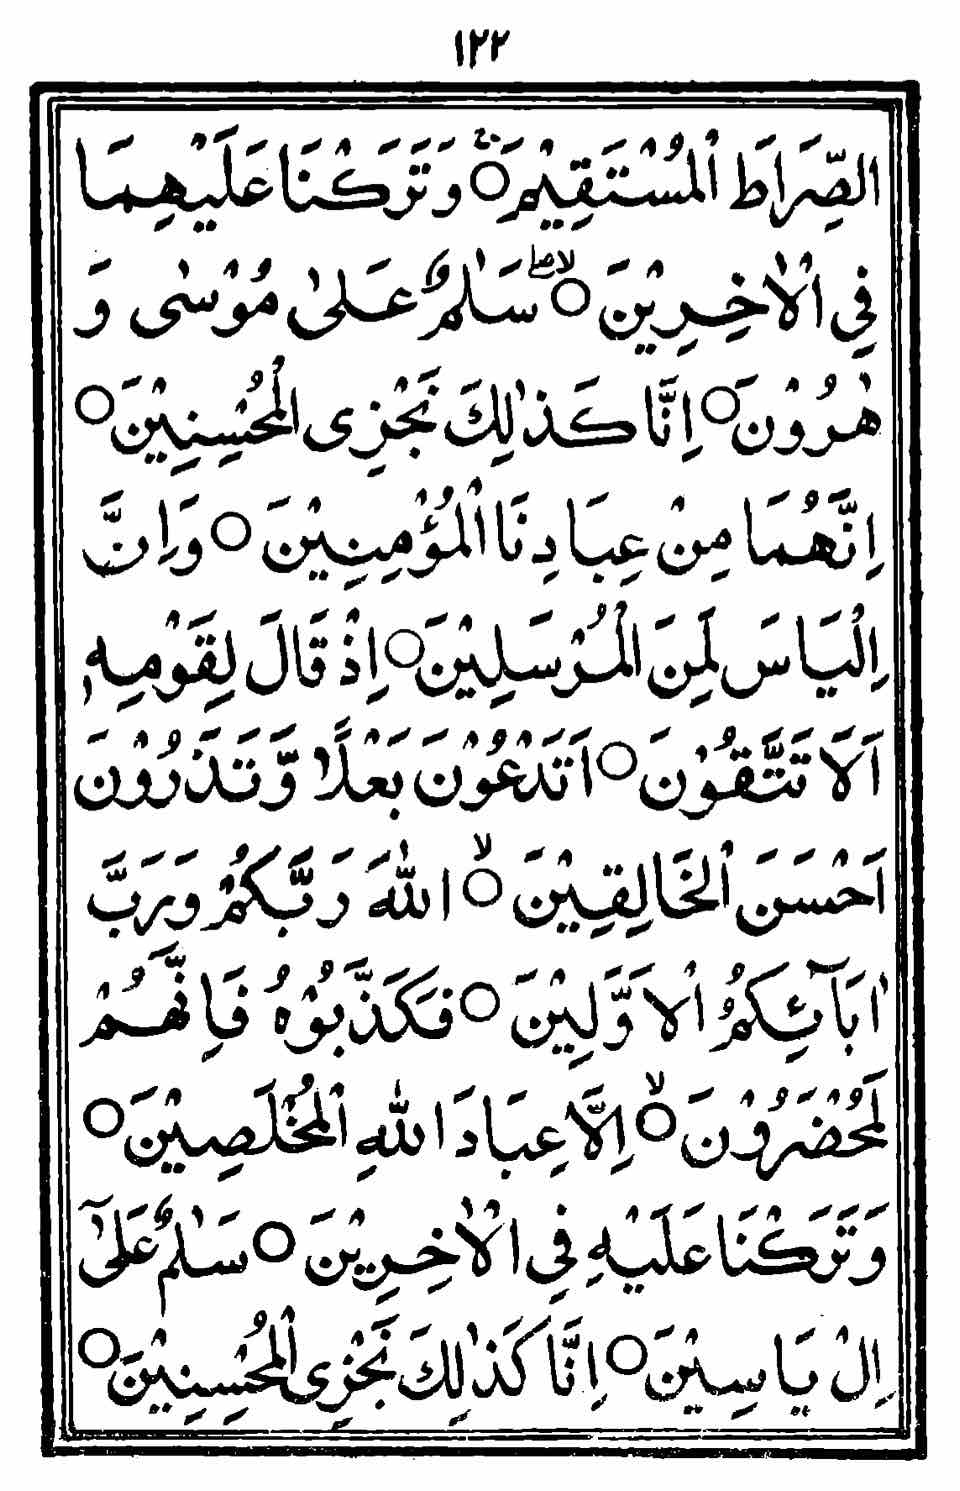 ١٢٢
الصِّرَاطَ الْمُسْتَقِيْمَ ○ وَتَرَكْنَا عَلَيْهِمَا
فِي الْاٰخِرِيْنَ ○ سَلٰمٌ عَلٰى مُوْسٰى وَ
هٰرُوْنَ ○ اِنَّا كَذٰلِكَ نَجْزِى الْمُحْسِنِيْنَ ○
اِنَّهُمَا مِنْ عِبَادِنَا الْمُؤْمِنِيْنَ ○ وَاِنَّ
اِلْيَاسَ لَمِنَ الْمُرْسَلِيْنَ ○ اِذْ قَالَ لِقَوْمِهٖ
اَلَا تَتَّقُوْنَ ○ اَتَدْعُوْنَ بَعْلًا وَّتَذَرُوْنَ
اَحْسَنَ الْخَالِقِيْنَ ○ اللّٰهَ رَبَّكُمْ وَرَبَّ
اٰبَآئِكُمُ الْاَوَّلِيْنَ ○ فَكَذَّبُوْهُ فَاِنَّهُمْ
لَمُحْضَرُوْنَ ○ اِلَّا عِبَادَ اللّٰهِ الْمُخْلَصِيْنَ ○
وَتَرَكْنَا عَلَيْهِ فِي الْاٰخِرِيْنَ ○ سَلٰمٌ عَلٰٓى
اِلْ يَاسِيْنَ ○ اِنَّا كَذٰلِكَ نَجْزِى الْمُحْسِنِيْنَ ○